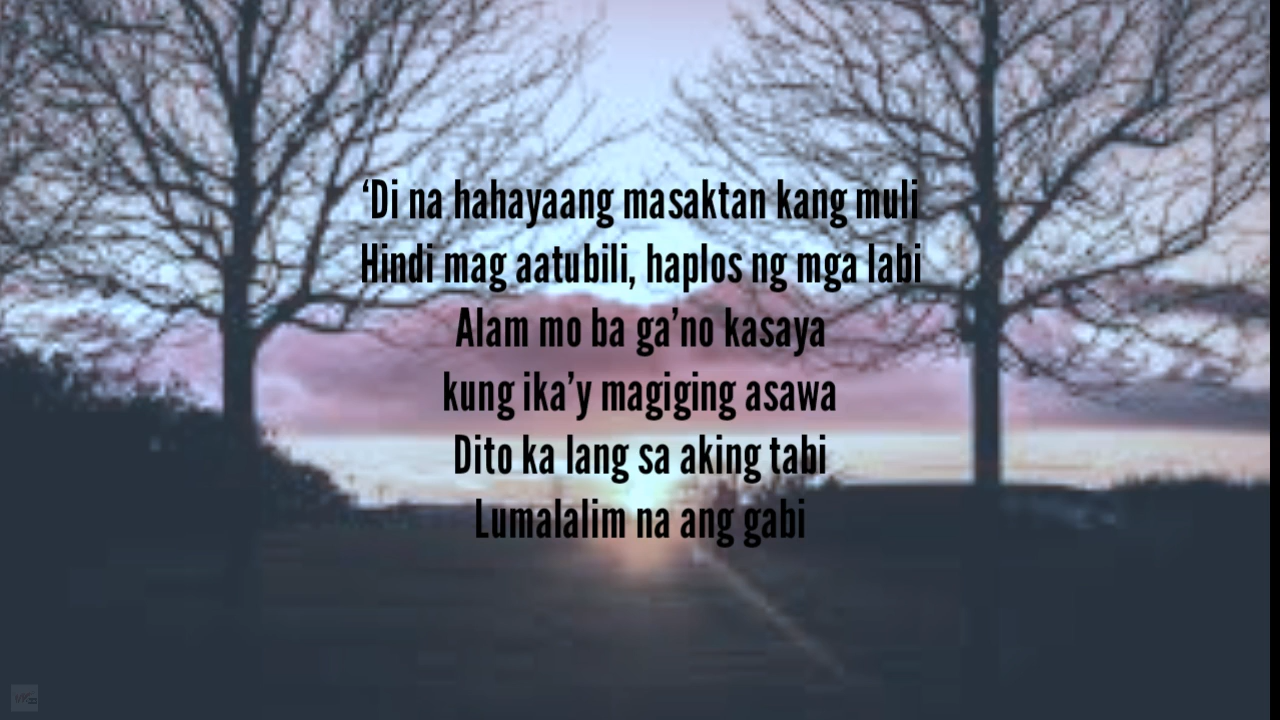 ‘Di na hahayaang masaktan kang muli
Hindi mag aatubili, haplos ng mga labi
Alam mo ba ga’no kasaya
kung ika’y magiging asawa
Dito ka lang sa aking tabi
Lumalalim na ang gabi